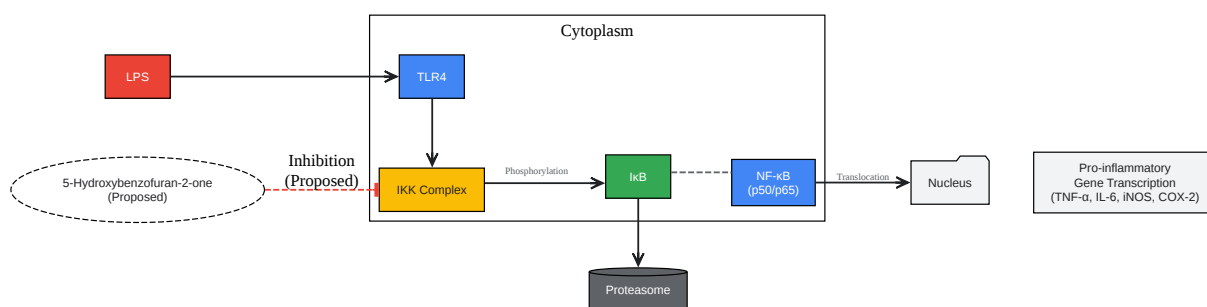 Cytoplasm
LPS
TLR4
Inhibition
(Proposed)
5-Hydroxybenzofuran-2-one
(Proposed)
IKK Complex
Phosphorylation
IκB
NF-κB
(p50/p65)
Translocation
Nucleus
Pro-inflammatory
Gene Transcription
(TNF-α, IL-6, iNOS, COX-2)
Proteasome